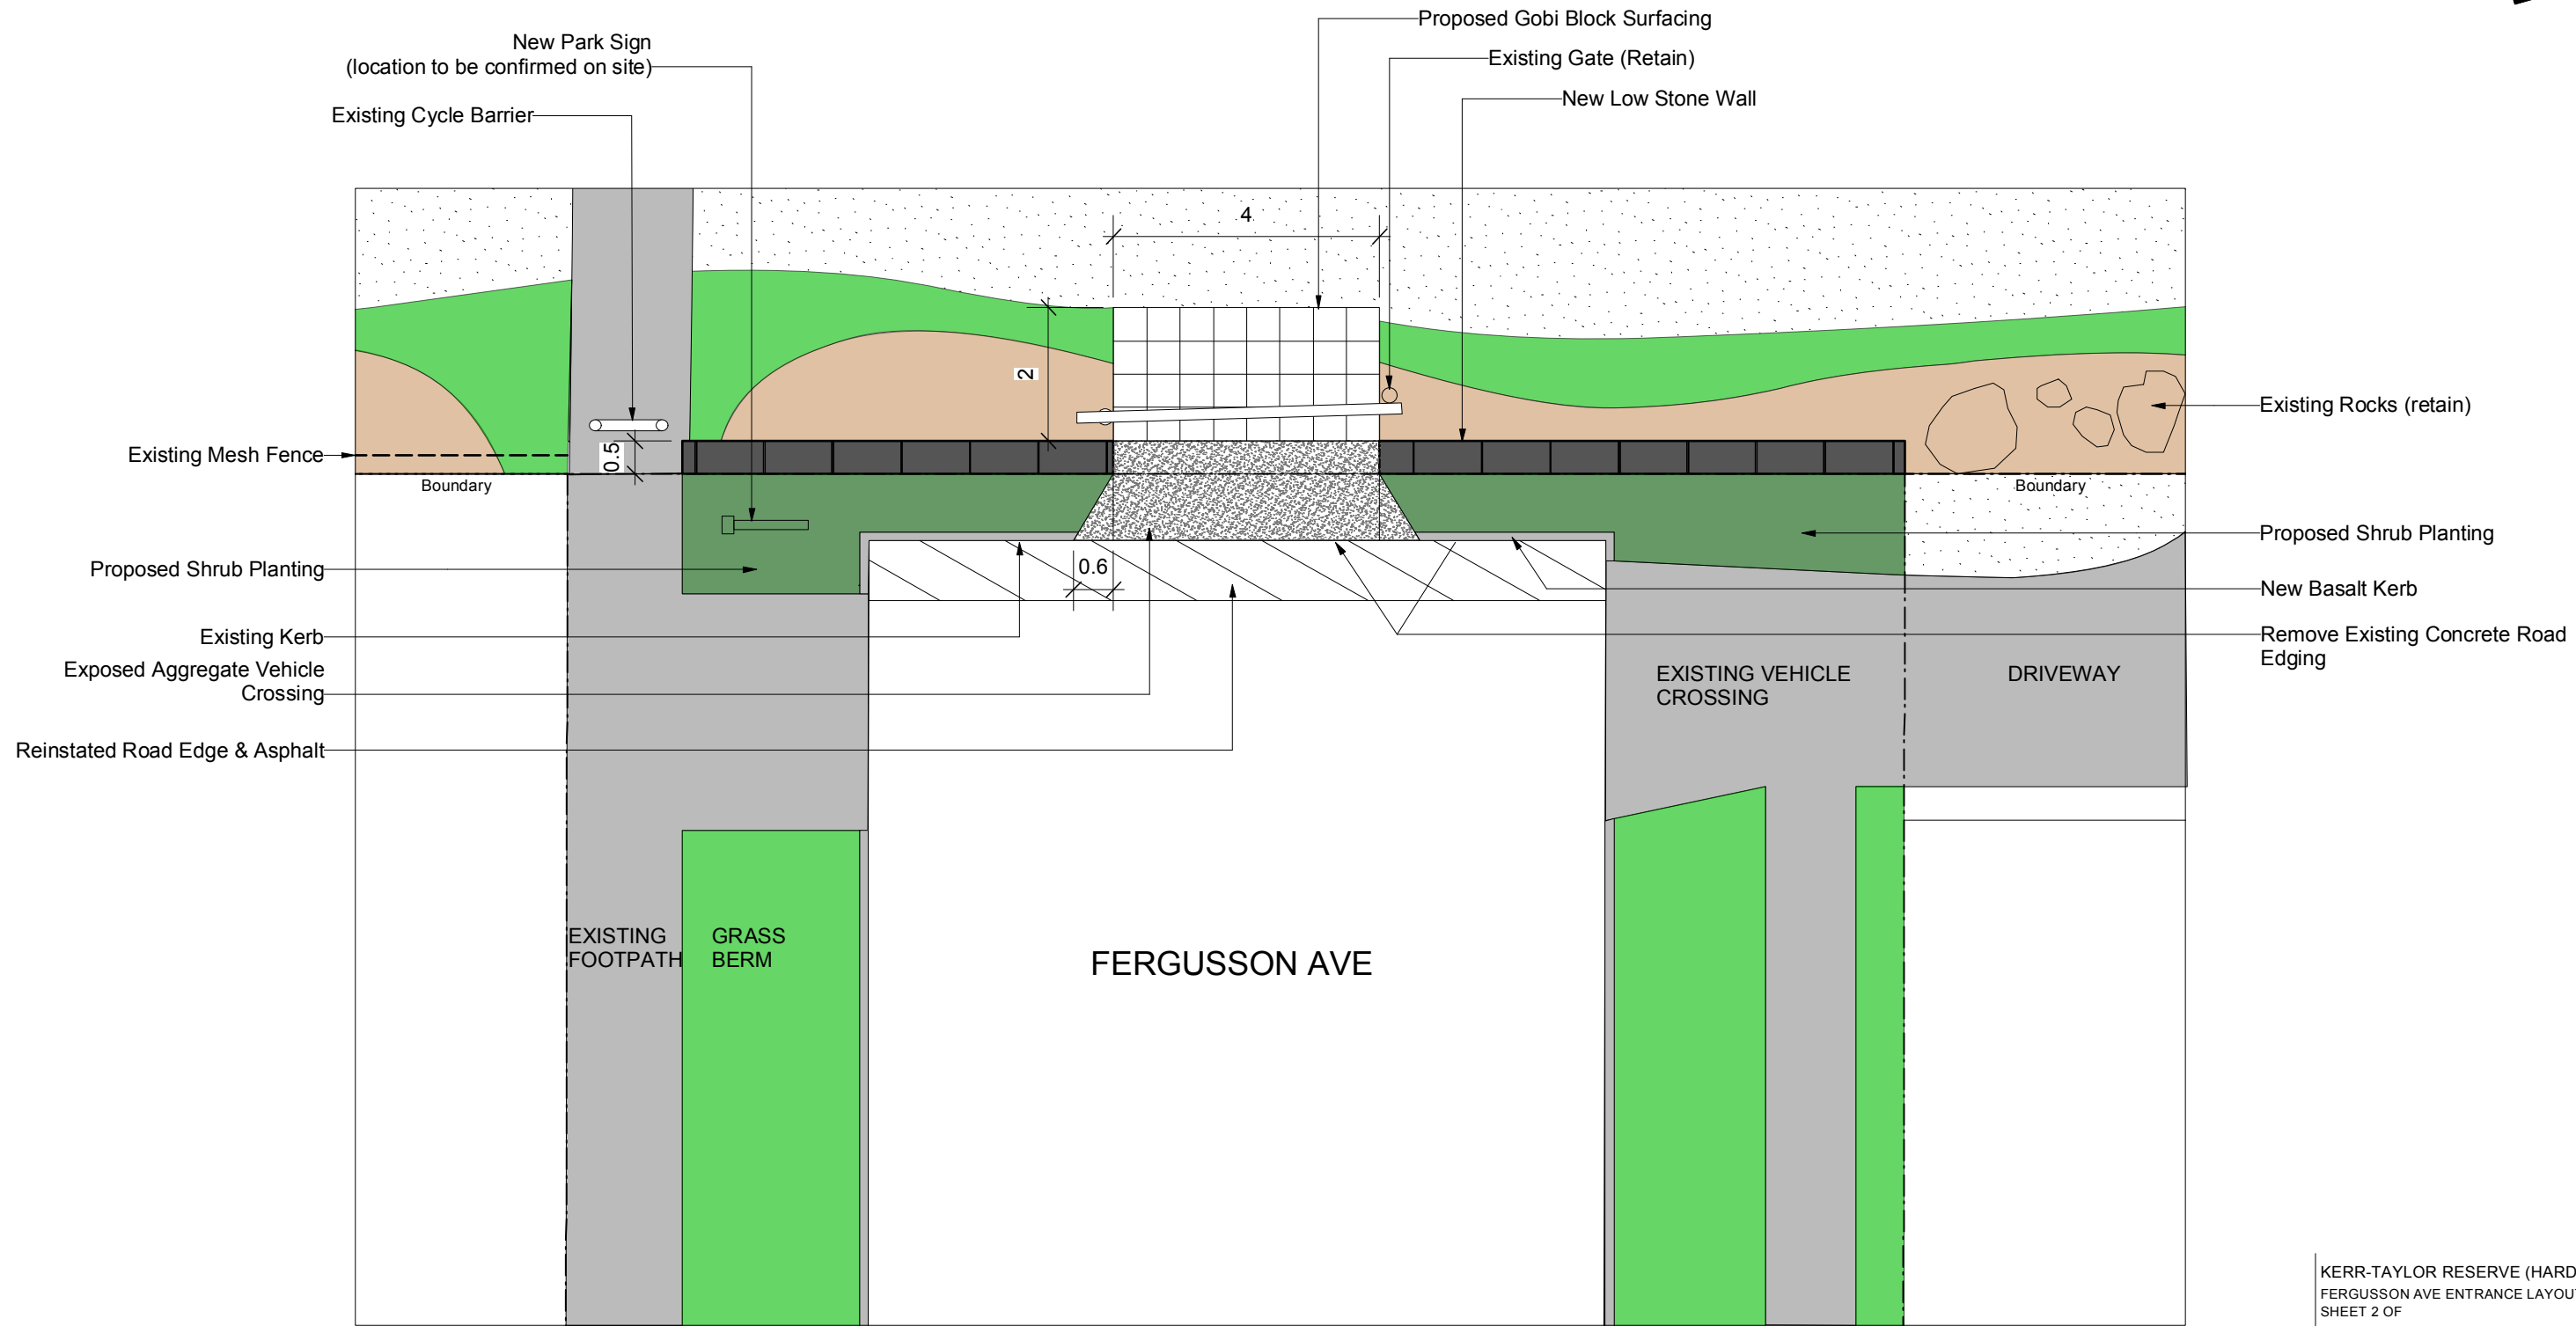 Proposed Gobi Block Surfacing
New Park Sign
(location to be confirmed on site)
Existing Gate (Retain)
New Low Stone Wall
Existing Cycle Barrier
4
2
Existing Rocks (retain)
Existing Mesh Fence
0.5
Boundary
Boundary
Proposed Shrub Planting
Proposed Shrub Planting
0.6
New Basalt Kerb
Existing Kerb
Remove Existing Concrete Road
Edging
Exposed Aggregate Vehicle
Crossing
EXISTING VEHICLE
CROSSING
DRIVEWAY
Reinstated Road Edge & Asphalt
EXISTING
FOOTPATH
GRASS
BERM
FERGUSSON AVE
KERR-TAYLOR RESERVE (HARD
FERGUSSON AVE ENTRANCE LAYOU
SHEET 2 OF